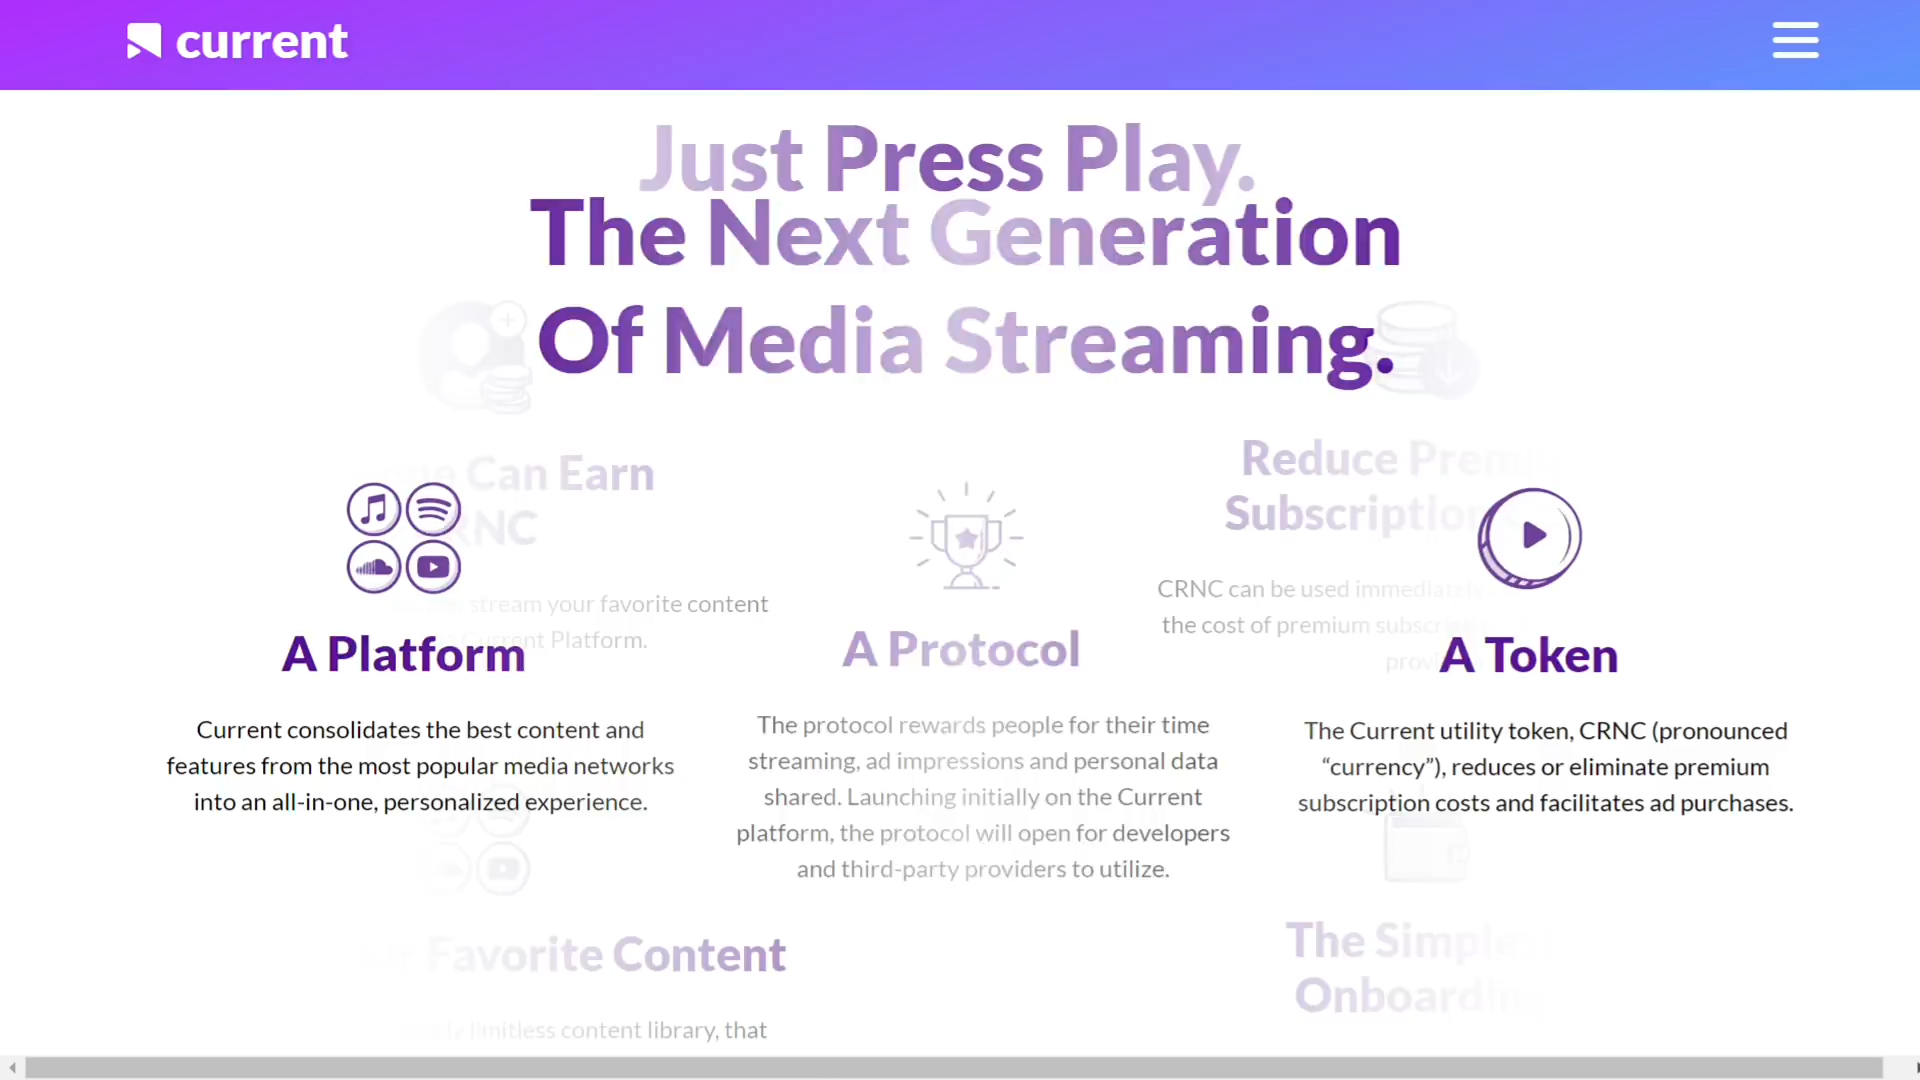 current
Just Press Play.
The Next Generation
Of Media Streaming.
Can Earn
Reduce
Subscription
stream your favorite content
Current Platform.
CRNC can be used immediately
the cost of premium
A Platform
Current consolidates the best content and
features from the most popular media networks
into an all-in-one, personalized experience.
A Protocol
The protocol rewards people for their time
streaming, ad impressions and personal data
shared. Launching initially on the Current
platform, the protocol will open for developers
and third-party providers to utilize.
A Token
The Current utility token, CRNC (pronounced
“currency”), reduces or eliminate premium
subscription costs and facilitates ad purchases.
Favorite Content
limitless content library, that
The